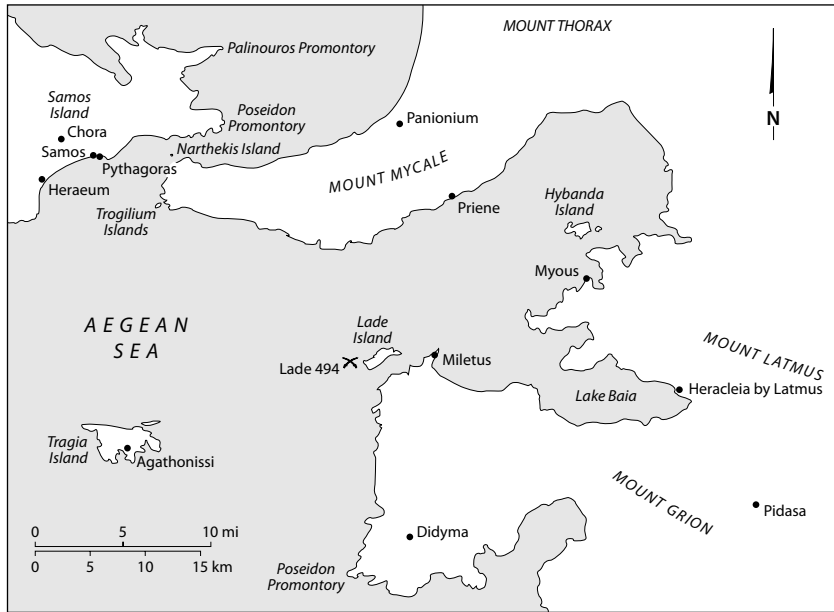 MOUNT THORAX
Palinouros Promontory
Samos
Island
Chora
Poseidon
Promontory
Panionium
N
Samos
Pythagoras
Narthekis Island
MOUNT MYCALE
Heraeum
Trogilium
Islands
Priene
Hybanda
Island
Myous
AEGEAN
SEA
Lade
Island
Lade 494
Miletus
MOUNT LATMUS
Lake Baia
Heracleia by Latmus
Tragia
Island
Agathonissi
MOUNT GRION
Pidasa
0 5 10 mi
0 5 10 15 km
Didyma
Poseidon
Promontory